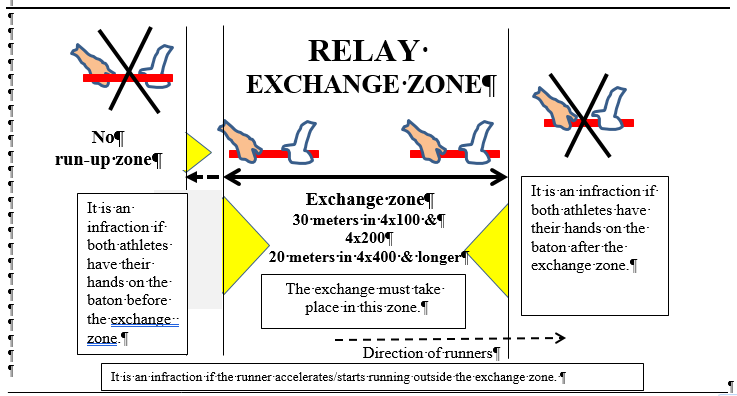 RELAY
EXCHANGE ZONE¶
No¶
run-up zone¶
Exchange zone¶
30 meters in 4x100 &¶
4x200¶
20 meters in 4x400 & longer¶
It is an
infraction if
both athletes
have their
hands on the
baton before
the exchange
zone.¶
The exchange must take
place in this zone.¶
It is an infraction if
both athletes have
their hands on the
baton after the
exchange zone.¶
Direction of runners¶
It is an infraction if the runner accelerates/starts running outside the exchange zone. ¶